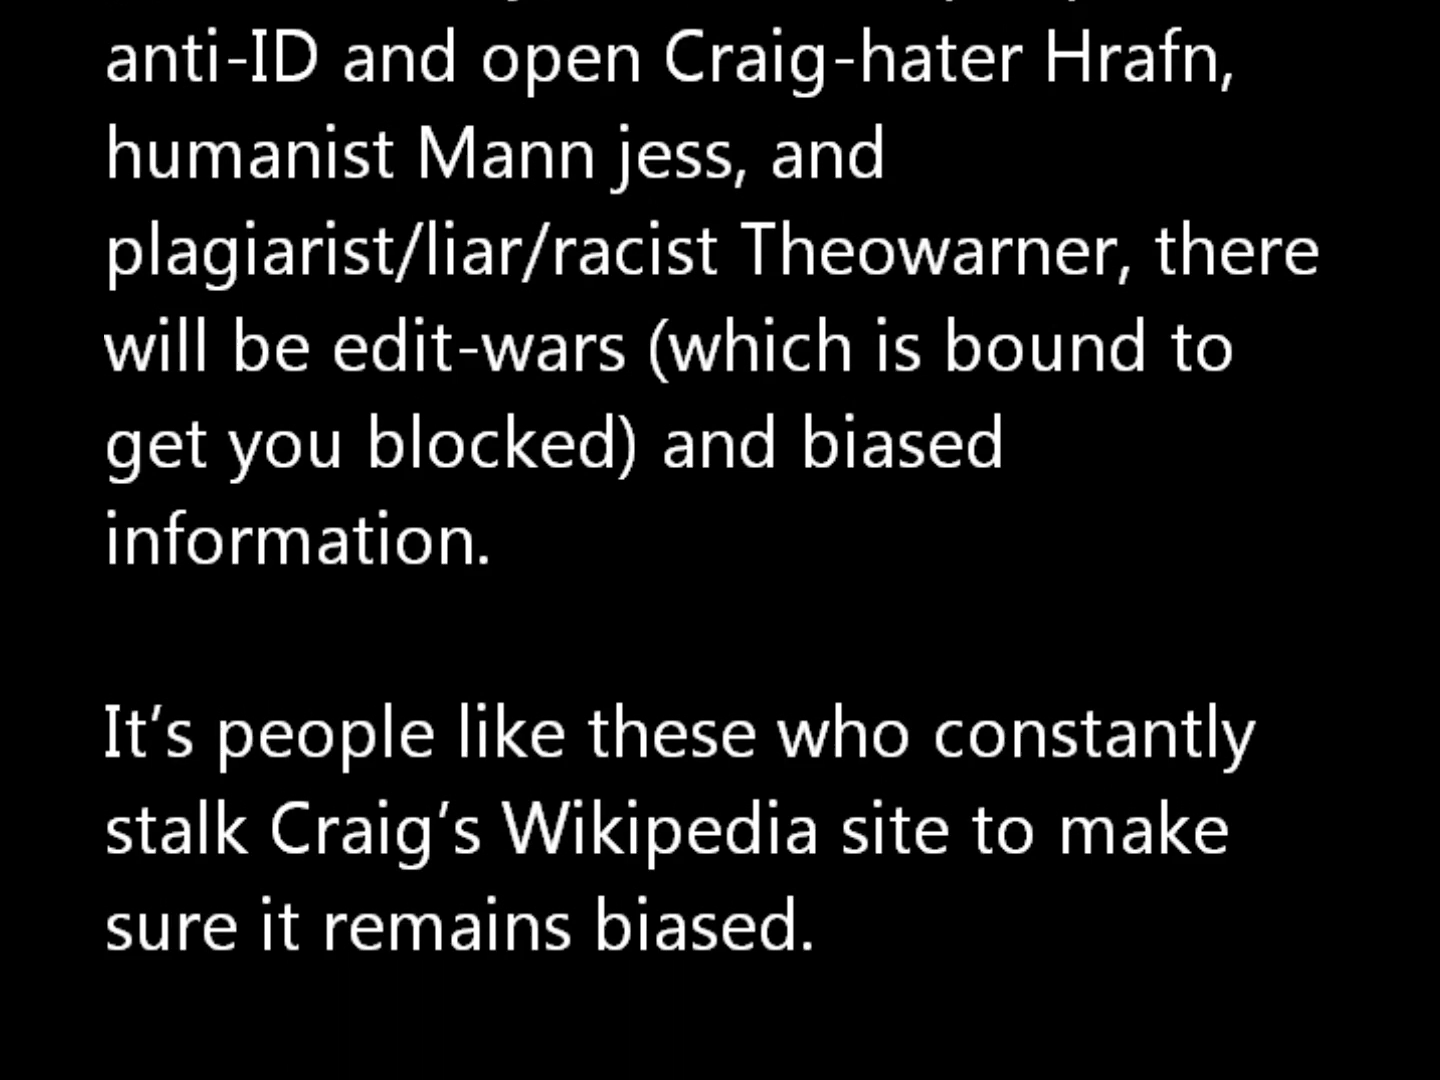 anti-ID and open Craig-hater Hrafn,
humanist Mann jess, and
plagiarist/liar/racist Theowarner, there
will be edit-wars (which is bound to
get you blocked) and biased
information.
It’s people like these who constantly
stalk Craig’s Wikipedia site to make
sure it remains biased.